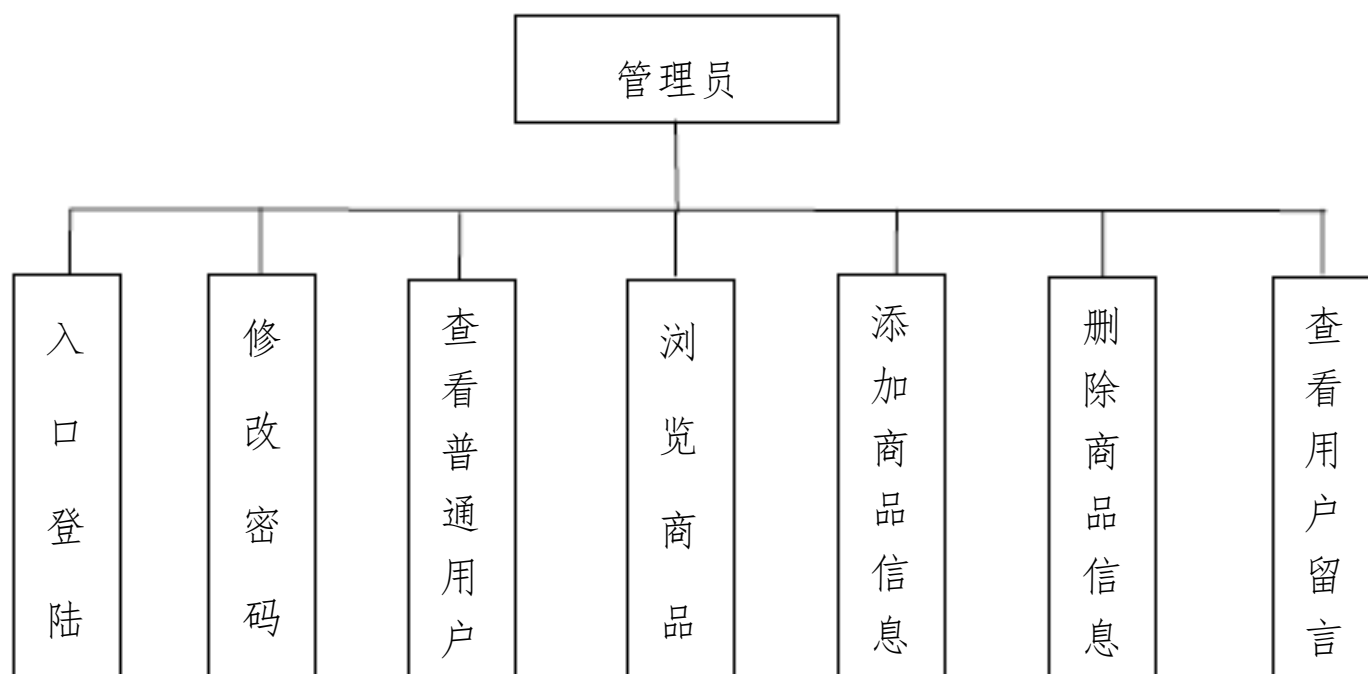 管理员
入口登陆
修改密码
查看普通用户
浏览商品
添加商品信息
删除商品信息
查看用户留言